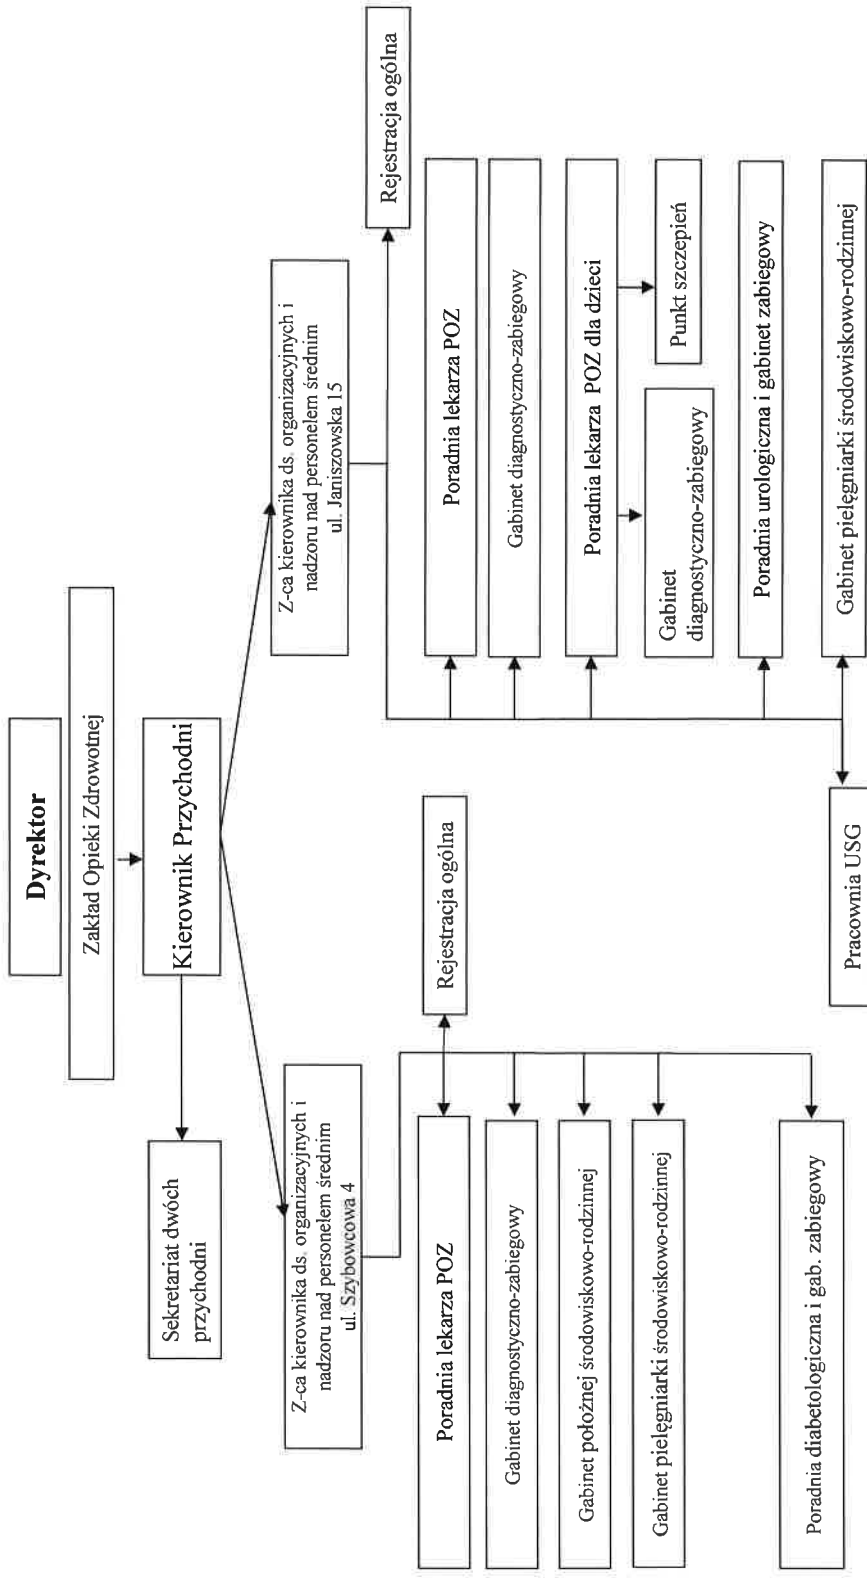 Dyrektor
Zakład Opieki Zdrowotnej
Kierownik Przychodni
Sekretariat dwóch
przychodni
Z-ca kierownika ds. organizacyjnych i
nadzoru nad personelem średnim
ul. Szybowcowa 4
Rejestracja ogólna
Poradnia lekarza POZ
Gabinet diagnostyczno-zabiegowy
Gabinet położnej środowiskowo-rodzinnej
Gabinet pielęgniarki środowiskowo-rodzinnej
Poradnia diabetologiczna i gab. zabiegowy
Z-ca kierownika ds. organizacyjnych i
nadzoru nad personelem średnim
ul. Janiszowska 15
Rejestracja ogólna
Poradnia lekarza POZ
Gabinet diagnostyczno-zabiegowy
Poradnia lekarza POZ dla dzieci
Gabinet
diagnostyczno-zabiegowy
Punkt szczepień
Poradnia urologiczna i gabinet zabiegowy
Gabinet pielęgniarki środowiskowo-rodzinnej
Pracownia USG